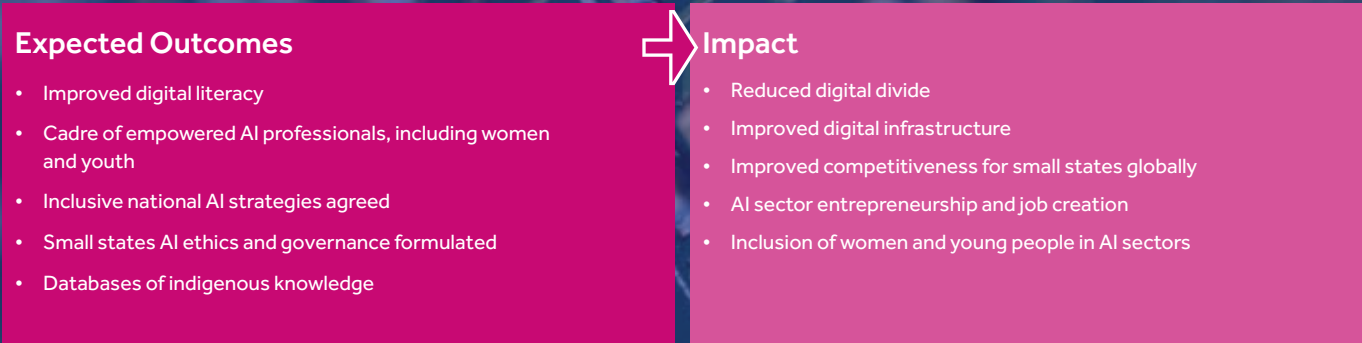 Expected Outcomes
• Improved digital literacy
• Cadre of empowered AI professionals, including women
and youth
• Inclusive national AI strategies agreed
• Small states AI ethics and governance formulated
• Databases of indigenous knowledge
Impact
• Reduced digital divide
• Improved digital infrastructure
• Improved competitiveness for small states globally
• AI sector entrepreneurship and job creation
• Inclusion of women and young people in AI sectors